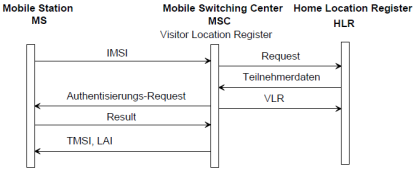 Mobile Station
MS
Mobile Switching Center
MSC
Visitor Location Register
Home Location Register
HLR
IMSI
Request
Teilnehmerdaten
Authentisierungs-Request
VLR
Result
TMSI, LAI